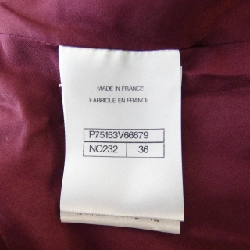 MADE IN FRANCE
FABRIQUE EN FRANCE
P75153V66679
NC232 36